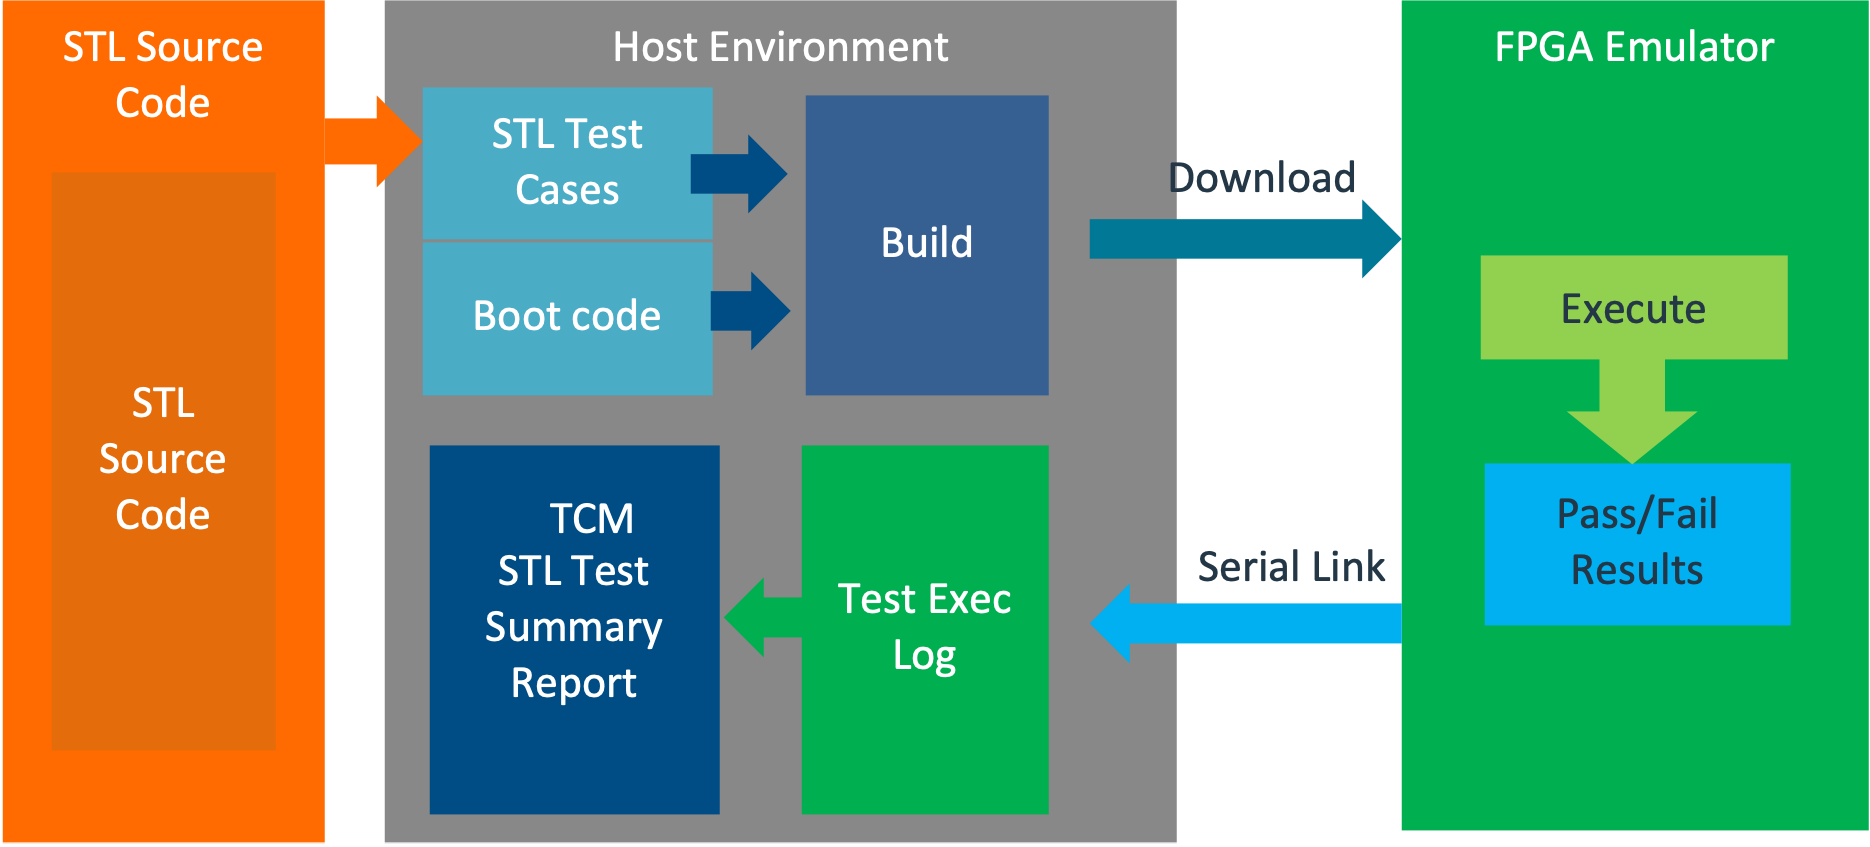 STL Source
Code
STL
Source
Code
Host Environment
STL Test
Cases
Boot code
Build
TCM
STL Test
Summary
Report
Test Exec
Log
Download
Serial Link
FPGA Emulator
Execute
Pass/Fail
Results